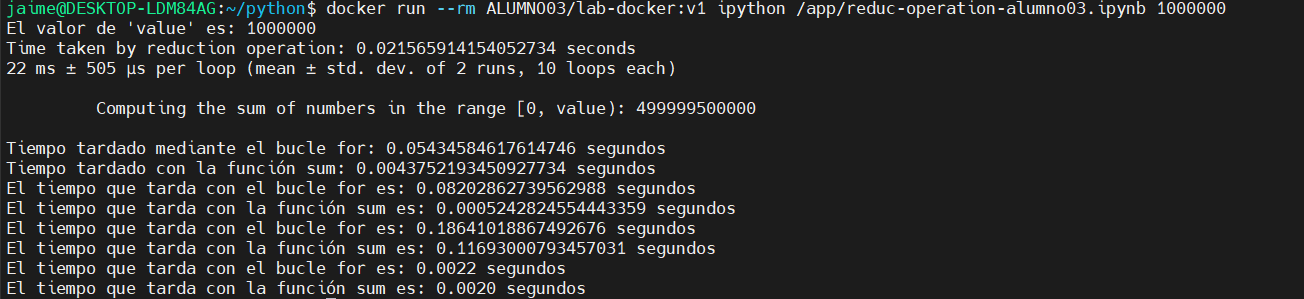 jaime@DESKTOP-LDM84AG:~/python$ docker run --rm ALUMNO03/lab-docker:v1 ipython /app/reduc-operation-alumno03.ipynb 1000000
El valor de 'value' es: 1000000
Time taken by reduction operation: 0.021565914154052734 seconds
22 ms ± 505 µs per loop (mean ± std. dev. of 2 runs, 10 loops each)
Computing the sum of numbers in the range [0, value): 499999500000
Tiempo tardado mediante el bucle for: 0.05434584617614746 segundos
Tiempo tardado con la función sum: 0.0043752193450927734 segundos
El tiempo que tarda con el bucle for es: 0.08202862739562988 segundos
El tiempo que tarda con la función sum es: 0.0005242824554443359 segundos
El tiempo que tarda con el bucle for es: 0.18641018867492676 segundos
El tiempo que tarda con la función sum es: 0.11693000793457031 segundos
El tiempo que tarda con el bucle for es: 0.0022 segundos
El tiempo que tarda con la función sum es: 0.0020 segundos